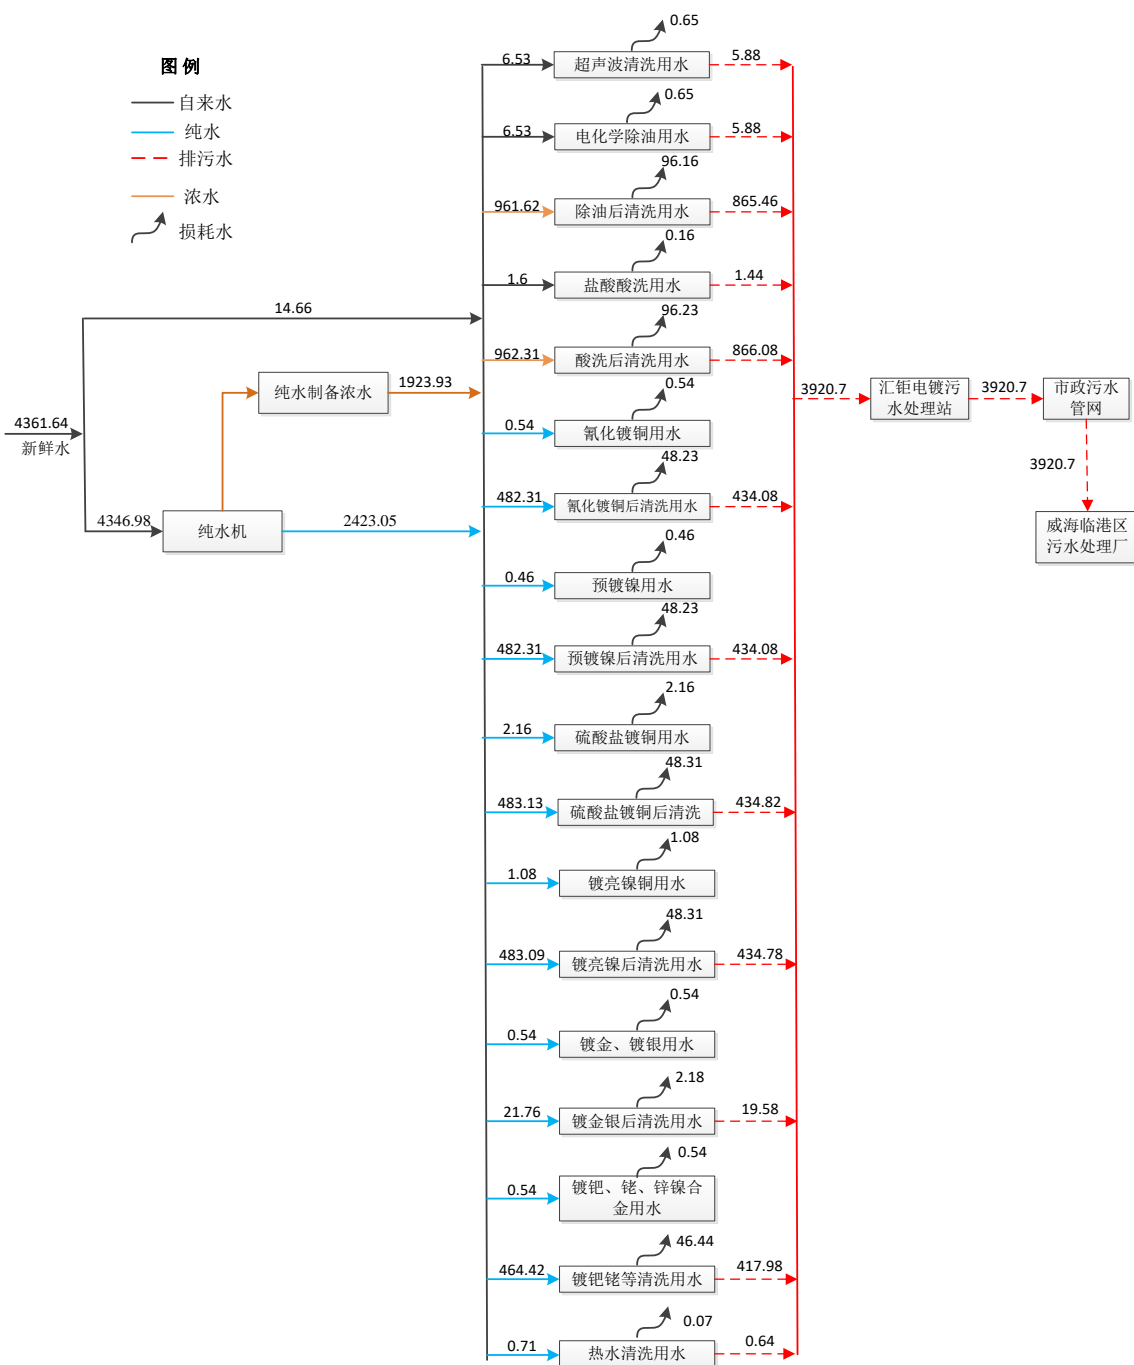 图 例
自来水
纯水
排污水
浓水
损耗水
4361.64
新鲜水
14.66
4346.98
纯水机
纯水制备浓水
1923.93
2423.05
6.53
超声波清洗用水
0.65
5.88
6.53
电化学除油用水
0.65
5.88
961.62
除油后清洗用水
96.16
865.46
1.6
盐酸酸洗用水
0.16
1.44
962.31
酸洗后清洗用水
96.23
866.08
0.54
氰化镀铜用水
0.54
482.31
氰化镀铜后清洗用水
48.23
434.08
0.46
预镀镍用水
0.46
482.31
预镀镍后清洗用水
48.23
434.08
2.16
硫酸盐镀铜用水
2.16
483.13
硫酸盐镀铜后清洗
48.31
434.82
1.08
镀亮镍铜用水
1.08
483.09
镀亮镍后清洗用水
48.31
434.78
0.54
镀金、镀银用水
0.54
21.76
镀金银后清洗用水
2.18
19.58
0.54
镀钯、铑、锌镍合
金用水
0.54
464.42
镀钯铑等清洗用水
46.44
417.98
0.71
热水清洗用水
0.07
0.64
3920.7
汇钜电镀污
水处理站
3920.7
市政污水
管网
3920.7
威海临港区
污水处理厂